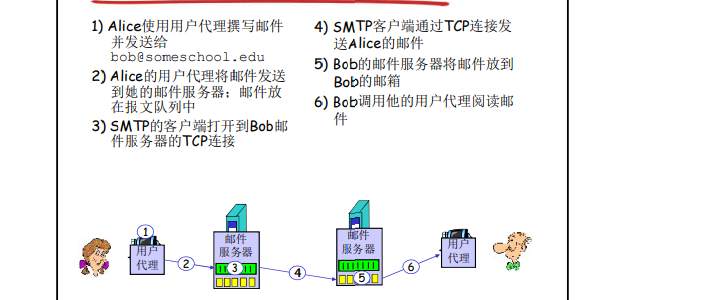 1) Alice使用用户代理撰写邮件
并发送给
bob@someschool.edu
2) Alice的用户代理将邮件发送
到她的邮件服务器；邮件放
在报文队列中
3) SMTP的客户端打开到Bob邮
件服务器的TCP连接
4) SMTP客户端通过TCP连接发
送Alice的邮件
5) Bob的邮件服务器将邮件放到
Bob的邮箱
6) Bob调用他的用户代理阅读邮
件
1
用户
代理
2
邮件
服务器
3
4
邮件
服务器
5
6
用户
代理